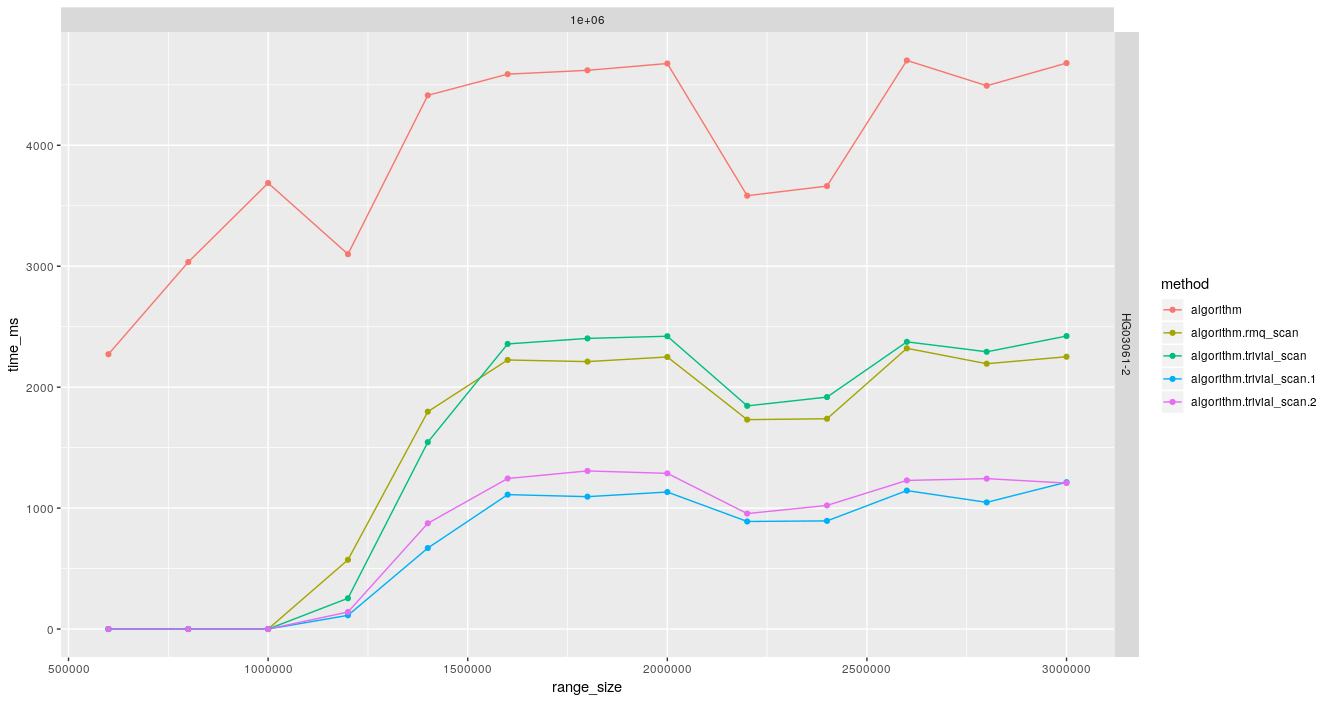 1e+06
time_ms
4000
3000
2000
1000
0
500000 1000000 1500000 2000000 2500000 3000000
range_size
HG03061-2
method
algorithm
algorithm.rmq_scan
algorithm.trivial_scan
algorithm.trivial_scan.1
algorithm.trivial_scan.2